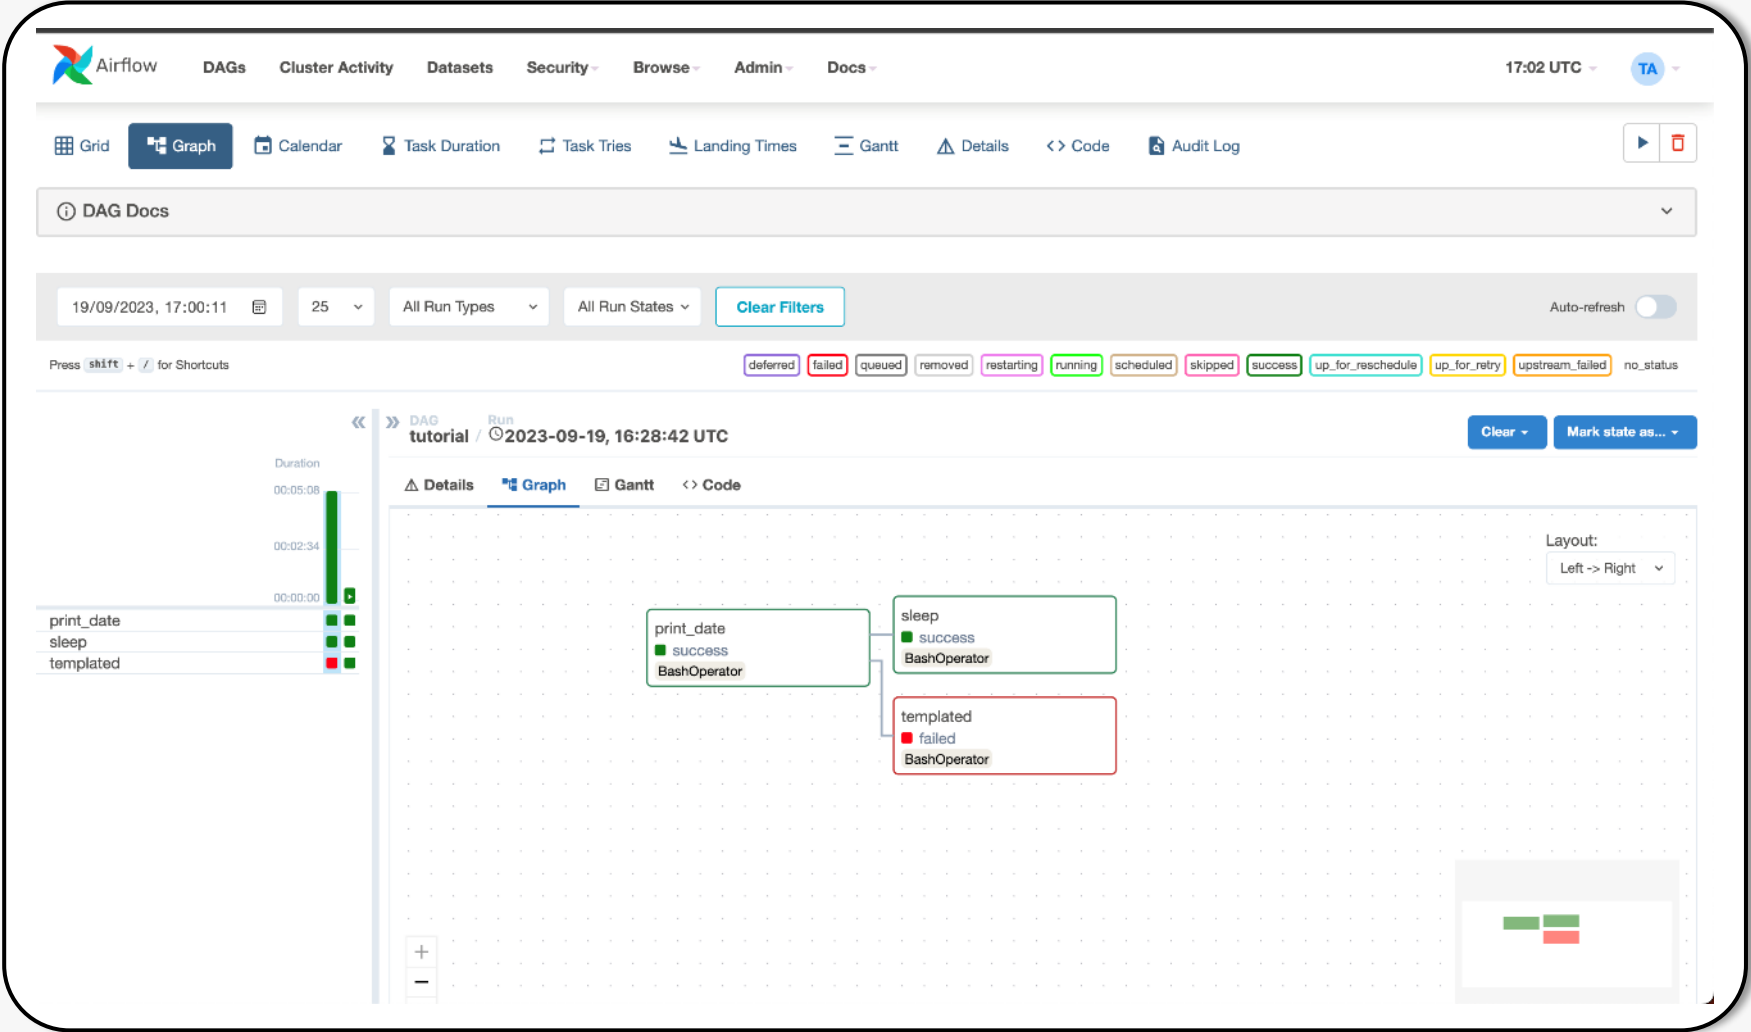 Airflow DAGs Cluster Activity Datasets Security Browse Admin Docs 17:02 UTC TA
Grid Graph Calendar Task Duration Task Tries Landing Times Gantt Details <> Code Audit Log
DAG Docs
19/09/2023, 17:00:11 25 All Run Types All Run States Clear Filters Auto-refresh
Press shift + / for Shortcuts deferred failed queued removed restarting running scheduled skipped success up_for_reschedule up_for_retry upstream_failed no_status
DAG Run
tutorial / 2023-09-19, 16:28:42 UTC Clear Mark state as...
Duration
00:05:08
00:02:34
00:00:00
print_date
sleep
templated
Details Graph Gantt <> Code
Layout:
Left -> Right
print_date
success
BashOperator
sleep
success
BashOperator
templated
failed
BashOperator